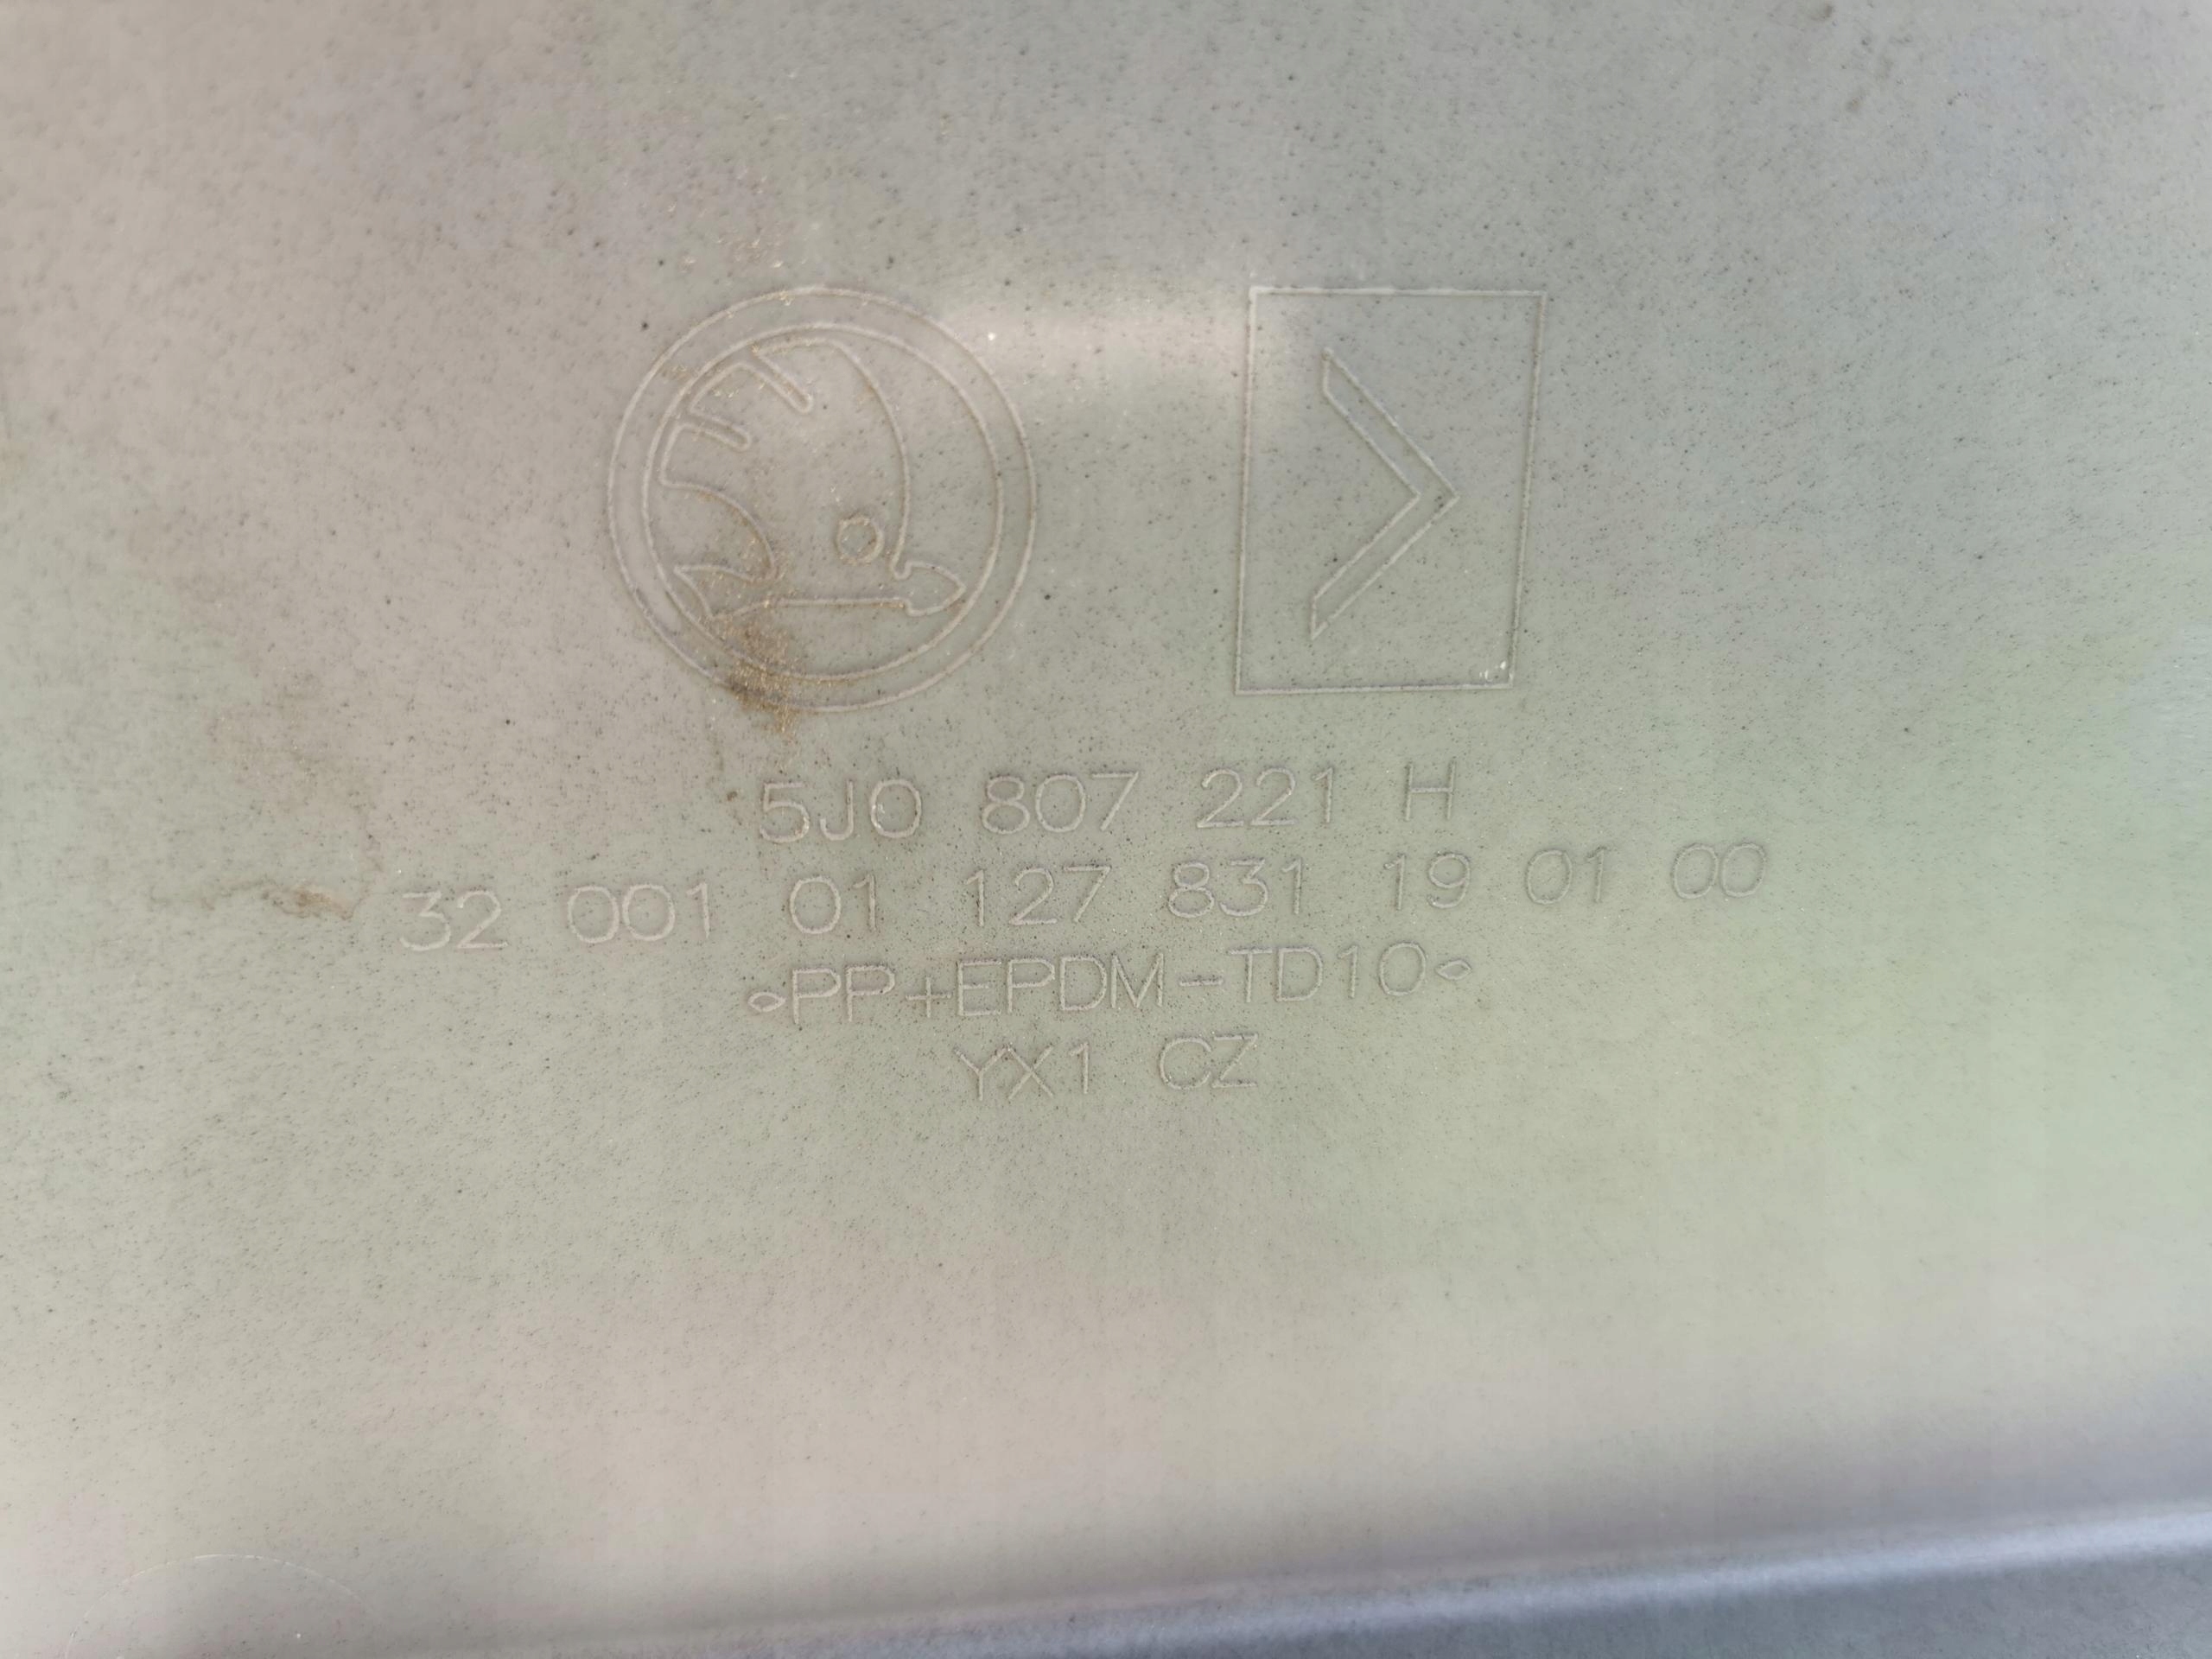 5J0 807 221 H
32 001 01 127 831 19 01 00
>PP+EPDM-TD10<
YX1 CZ